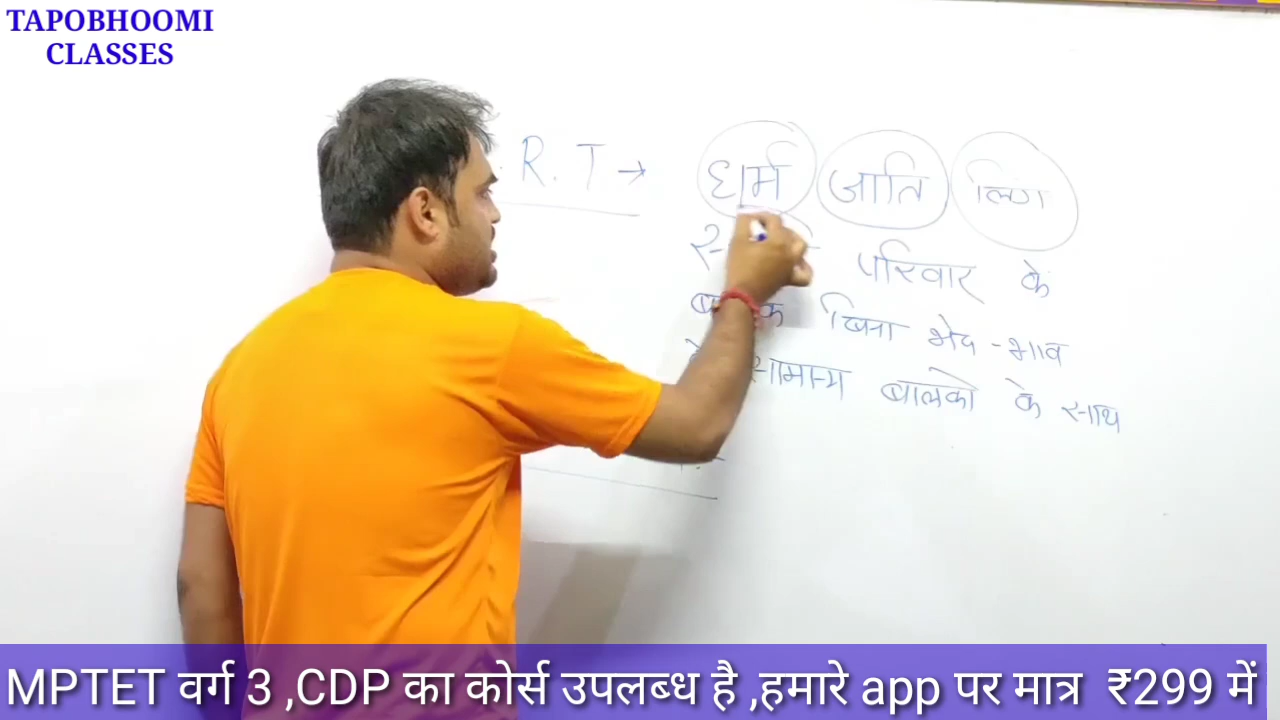 TAPOBHOOMI
CLASSES
. R. T → धर्म जाति लिंग
परिवार के
बिना भेद-भाव
सामान्य बालको के साथ
MPTET वर्ग 3 ,CDP का कोर्स उपलब्ध है ,हमारे app पर मात्र ₹299 में